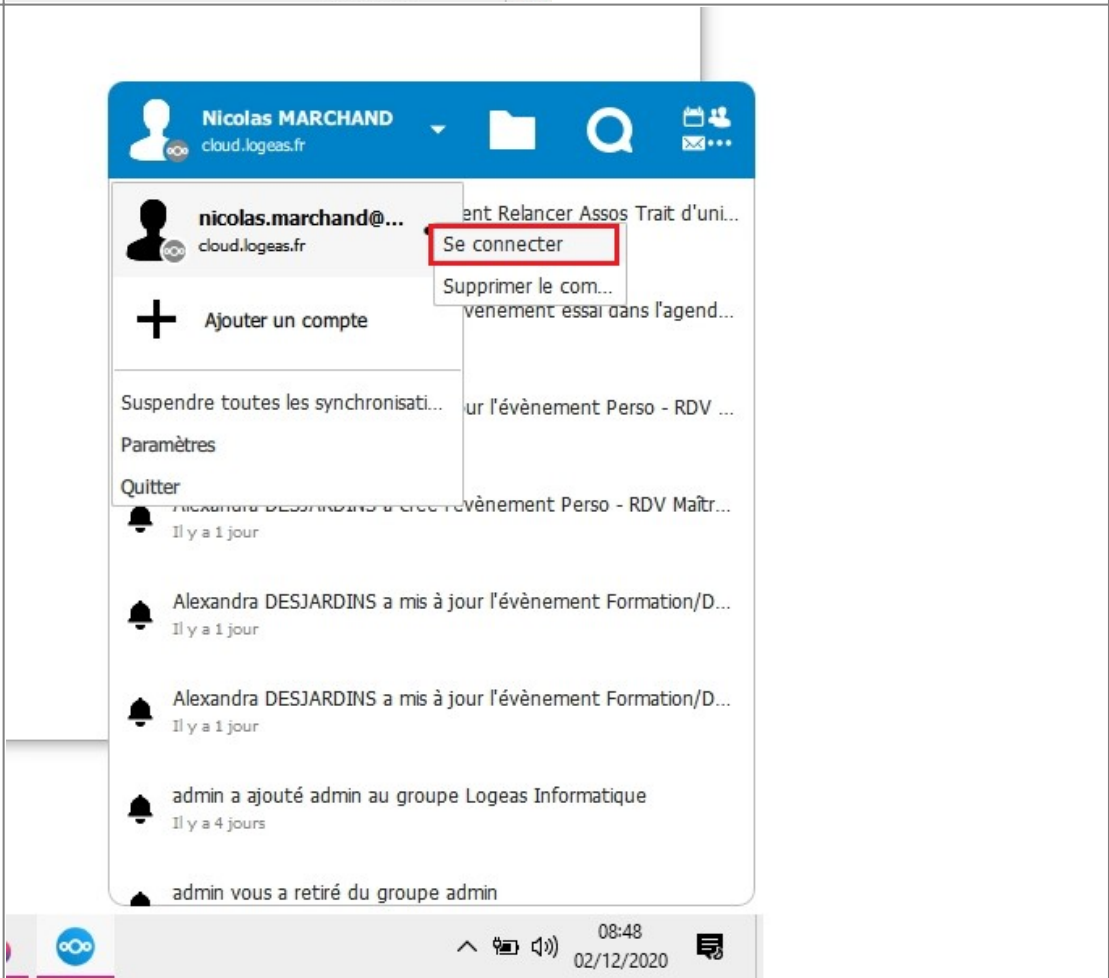 Nicolas MARCHAND
cloud.logeas.fr
nicolas.marchand@...
cloud.logeas.fr
ent Relancer Assos Trait d'uni...
Se connecter
Supprimer le com...
Ajouter un compte
vènement essai dans l'agend...
Suspendre toutes les synchronisati...
ur l'évènement Perso - RDV ...
Paramètres
Quitter
Alexandra DESJARDINS a créé l'évènement Perso - RDV Maîtr...
Il y a 1 jour
Alexandra DESJARDINS a mis à jour l'évènement Formation/D...
Il y a 1 jour
Alexandra DESJARDINS a mis à jour l'évènement Formation/D...
Il y a 1 jour
admin a ajouté admin au groupe Logeas Informatique
Il y a 4 jours
admin vous a retiré du groupe admin
08:48
02/12/2020